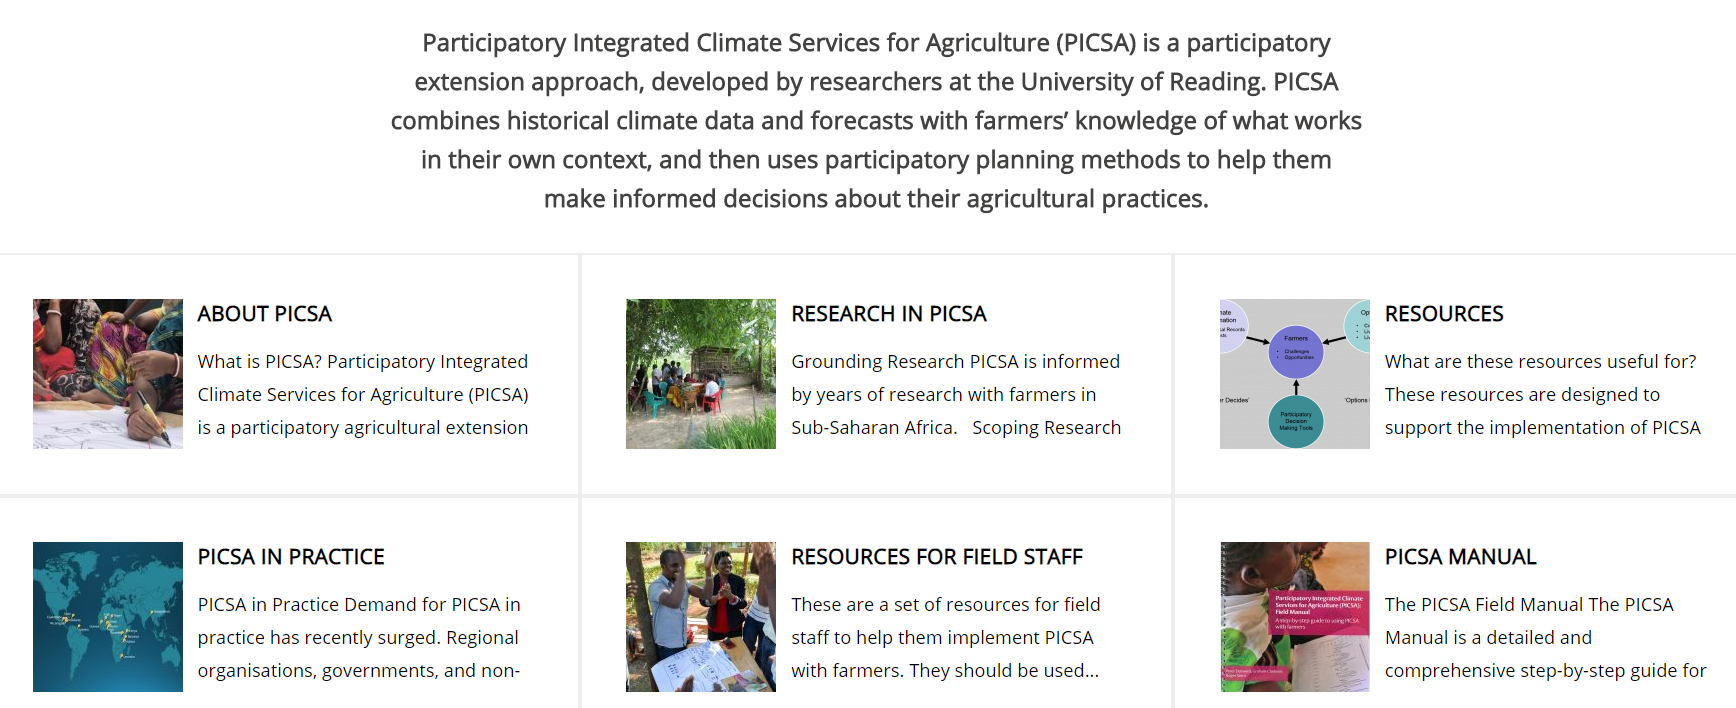 Participatory Integrated Climate Services for Agriculture (PICSA) is a participatory
extension approach, developed by researchers at the University of Reading. PICSA
combines historical climate data and forecasts with farmers’ knowledge of what works
in their own context, and then uses participatory planning methods to help them
make informed decisions about their agricultural practices.
ABOUT PICSA
What is PICSA? Participatory Integrated
Climate Services for Agriculture (PICSA)
is a participatory agricultural extension
RESEARCH IN PICSA
Grounding Research PICSA is informed
by years of research with farmers in
Sub-Saharan Africa.   Scoping Research
Farmers
Challenges
Opportunities
Participatory
Decision
Making Tools
RESOURCES
What are these resources useful for?
These resources are designed to
support the implementation of PICSA
PICSA IN PRACTICE
PICSA in Practice Demand for PICSA in
practice has recently surged. Regional
organisations, governments, and non-
RESOURCES FOR FIELD STAFF
These are a set of resources for field
staff to help them implement PICSA
with farmers. They should be used...
Participatory Integrated Climate
Services for Agriculture (PICSA):
Field Manual
A step-by-step guide to using PICSA
with farmers
PICSA MANUAL
The PICSA Field Manual The PICSA
Manual is a detailed and
comprehensive step-by-step guide for